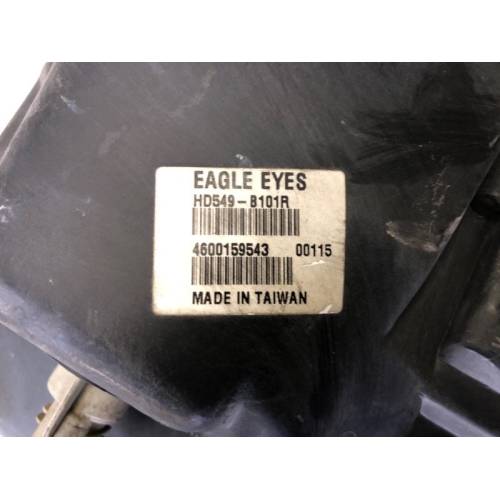 EAGLE EYES
HD549-B101R
4600159543 00115
MADE IN TAIWAN